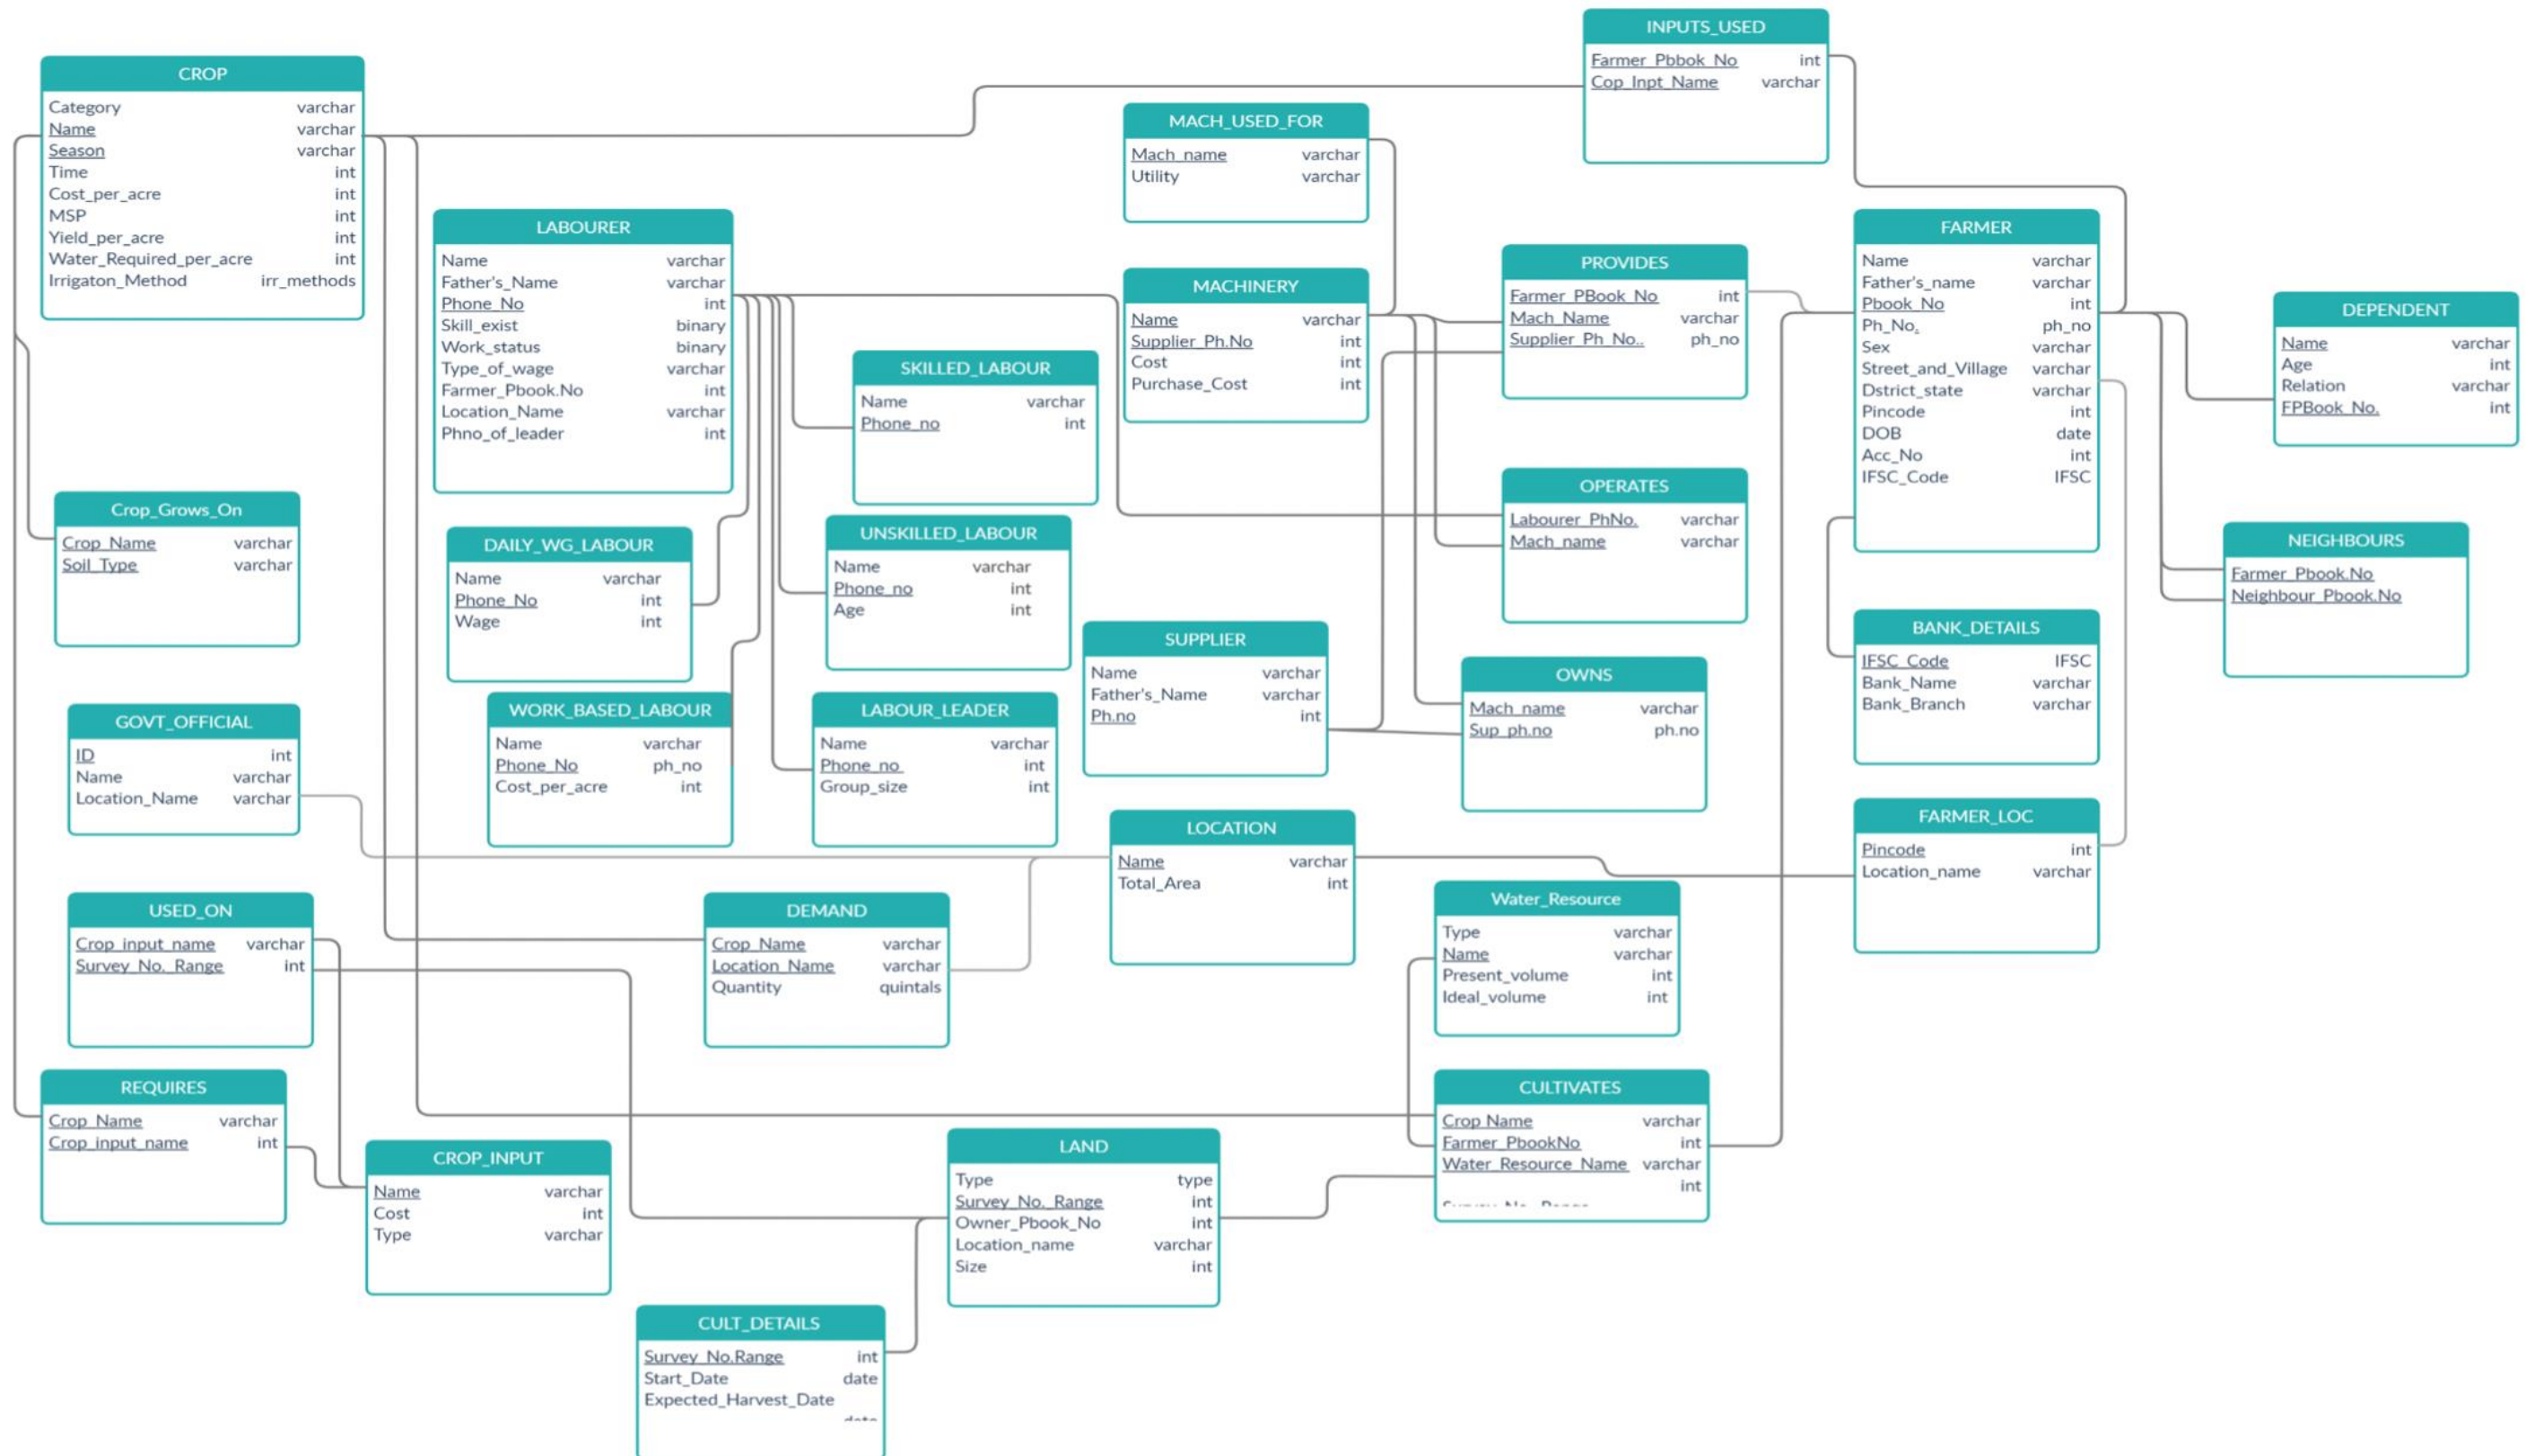 INPUTS_USED
Farmer_Pbbok_No int
Cop_Inpt_Name varchar
CROP
Category varchar
Name varchar
Season varchar
Time int
Cost_per_acre int
MSP int
Yield_per_acre int
Water_Required_per_acre int
Irrigaton_Method irr_methods
MACH_USED_FOR
Mach_name varchar
Utility varchar
LABOURER
Name varchar
Father's_Name varchar
Phone_No int
Skill_exist binary
Work_status binary
Type_of_wage varchar
Farmer_Pbook.No int
Location_Name varchar
Phno_of_leader int
MACHINERY
Name varchar
Supplier_Ph.No int
Cost int
Purchase_Cost int
PROVIDES
Farmer_PBook_No int
Mach_Name varchar
Supplier_Ph_No.. ph_no
FARMER
Name varchar
Father's_name varchar
Pbook_No int
Ph_No. ph_no
Sex varchar
Street_and_Village varchar
Dstrict_state varchar
Pincode int
DOB date
Acc_No int
IFSC_Code IFSC
DEPENDENT
Name varchar
Age int
Relation varchar
FPBook_No. int
SKILLED_LABOUR
Name varchar
Phone_no int
Crop_Grows_On
Crop_Name varchar
Soil_Type varchar
DAILY_WG_LABOUR
Name varchar
Phone_No int
Wage int
UNSKILLED_LABOUR
Name varchar
Phone_no int
Age int
OPERATES
Labourer_PhNo. varchar
Mach_name varchar
NEIGHBOURS
Farmer_Pbook.No
Neighbour_Pbook.No
SUPPLIER
Name varchar
Father's_Name varchar
Ph.no int
OWNS
Mach_name varchar
Sup_ph.no ph.no
BANK_DETAILS
IFSC_Code IFSC
Bank_Name varchar
Bank_Branch varchar
GOVT_OFFICIAL
ID int
Name varchar
Location_Name varchar
WORK_BASED_LABOUR
Name varchar
Phone_No ph_no
Cost_per_acre int
LABOUR_LEADER
Name varchar
Phone_no int
Group_size int
LOCATION
Name varchar
Total_Area int
FARMER_LOC
Pincode int
Location_name varchar
USED_ON
Crop_input_name varchar
Survey_No._Range int
DEMAND
Crop_Name varchar
Location_Name varchar
Quantity quintals
Water_Resource
Type varchar
Name varchar
Present_volume int
Ideal_volume int
REQUIRES
Crop_Name varchar
Crop_input_name int
CROP_INPUT
Name varchar
Cost int
Type varchar
LAND
Type type
Survey_No._Range int
Owner_Pbook_No int
Location_name varchar
Size int
CULTIVATES
Crop Name varchar
Farmer_PbookNo int
Water_Resource_Name varchar
int
CULT_DETAILS
Survey_No.Range int
Start_Date date
Expected_Harvest_Date